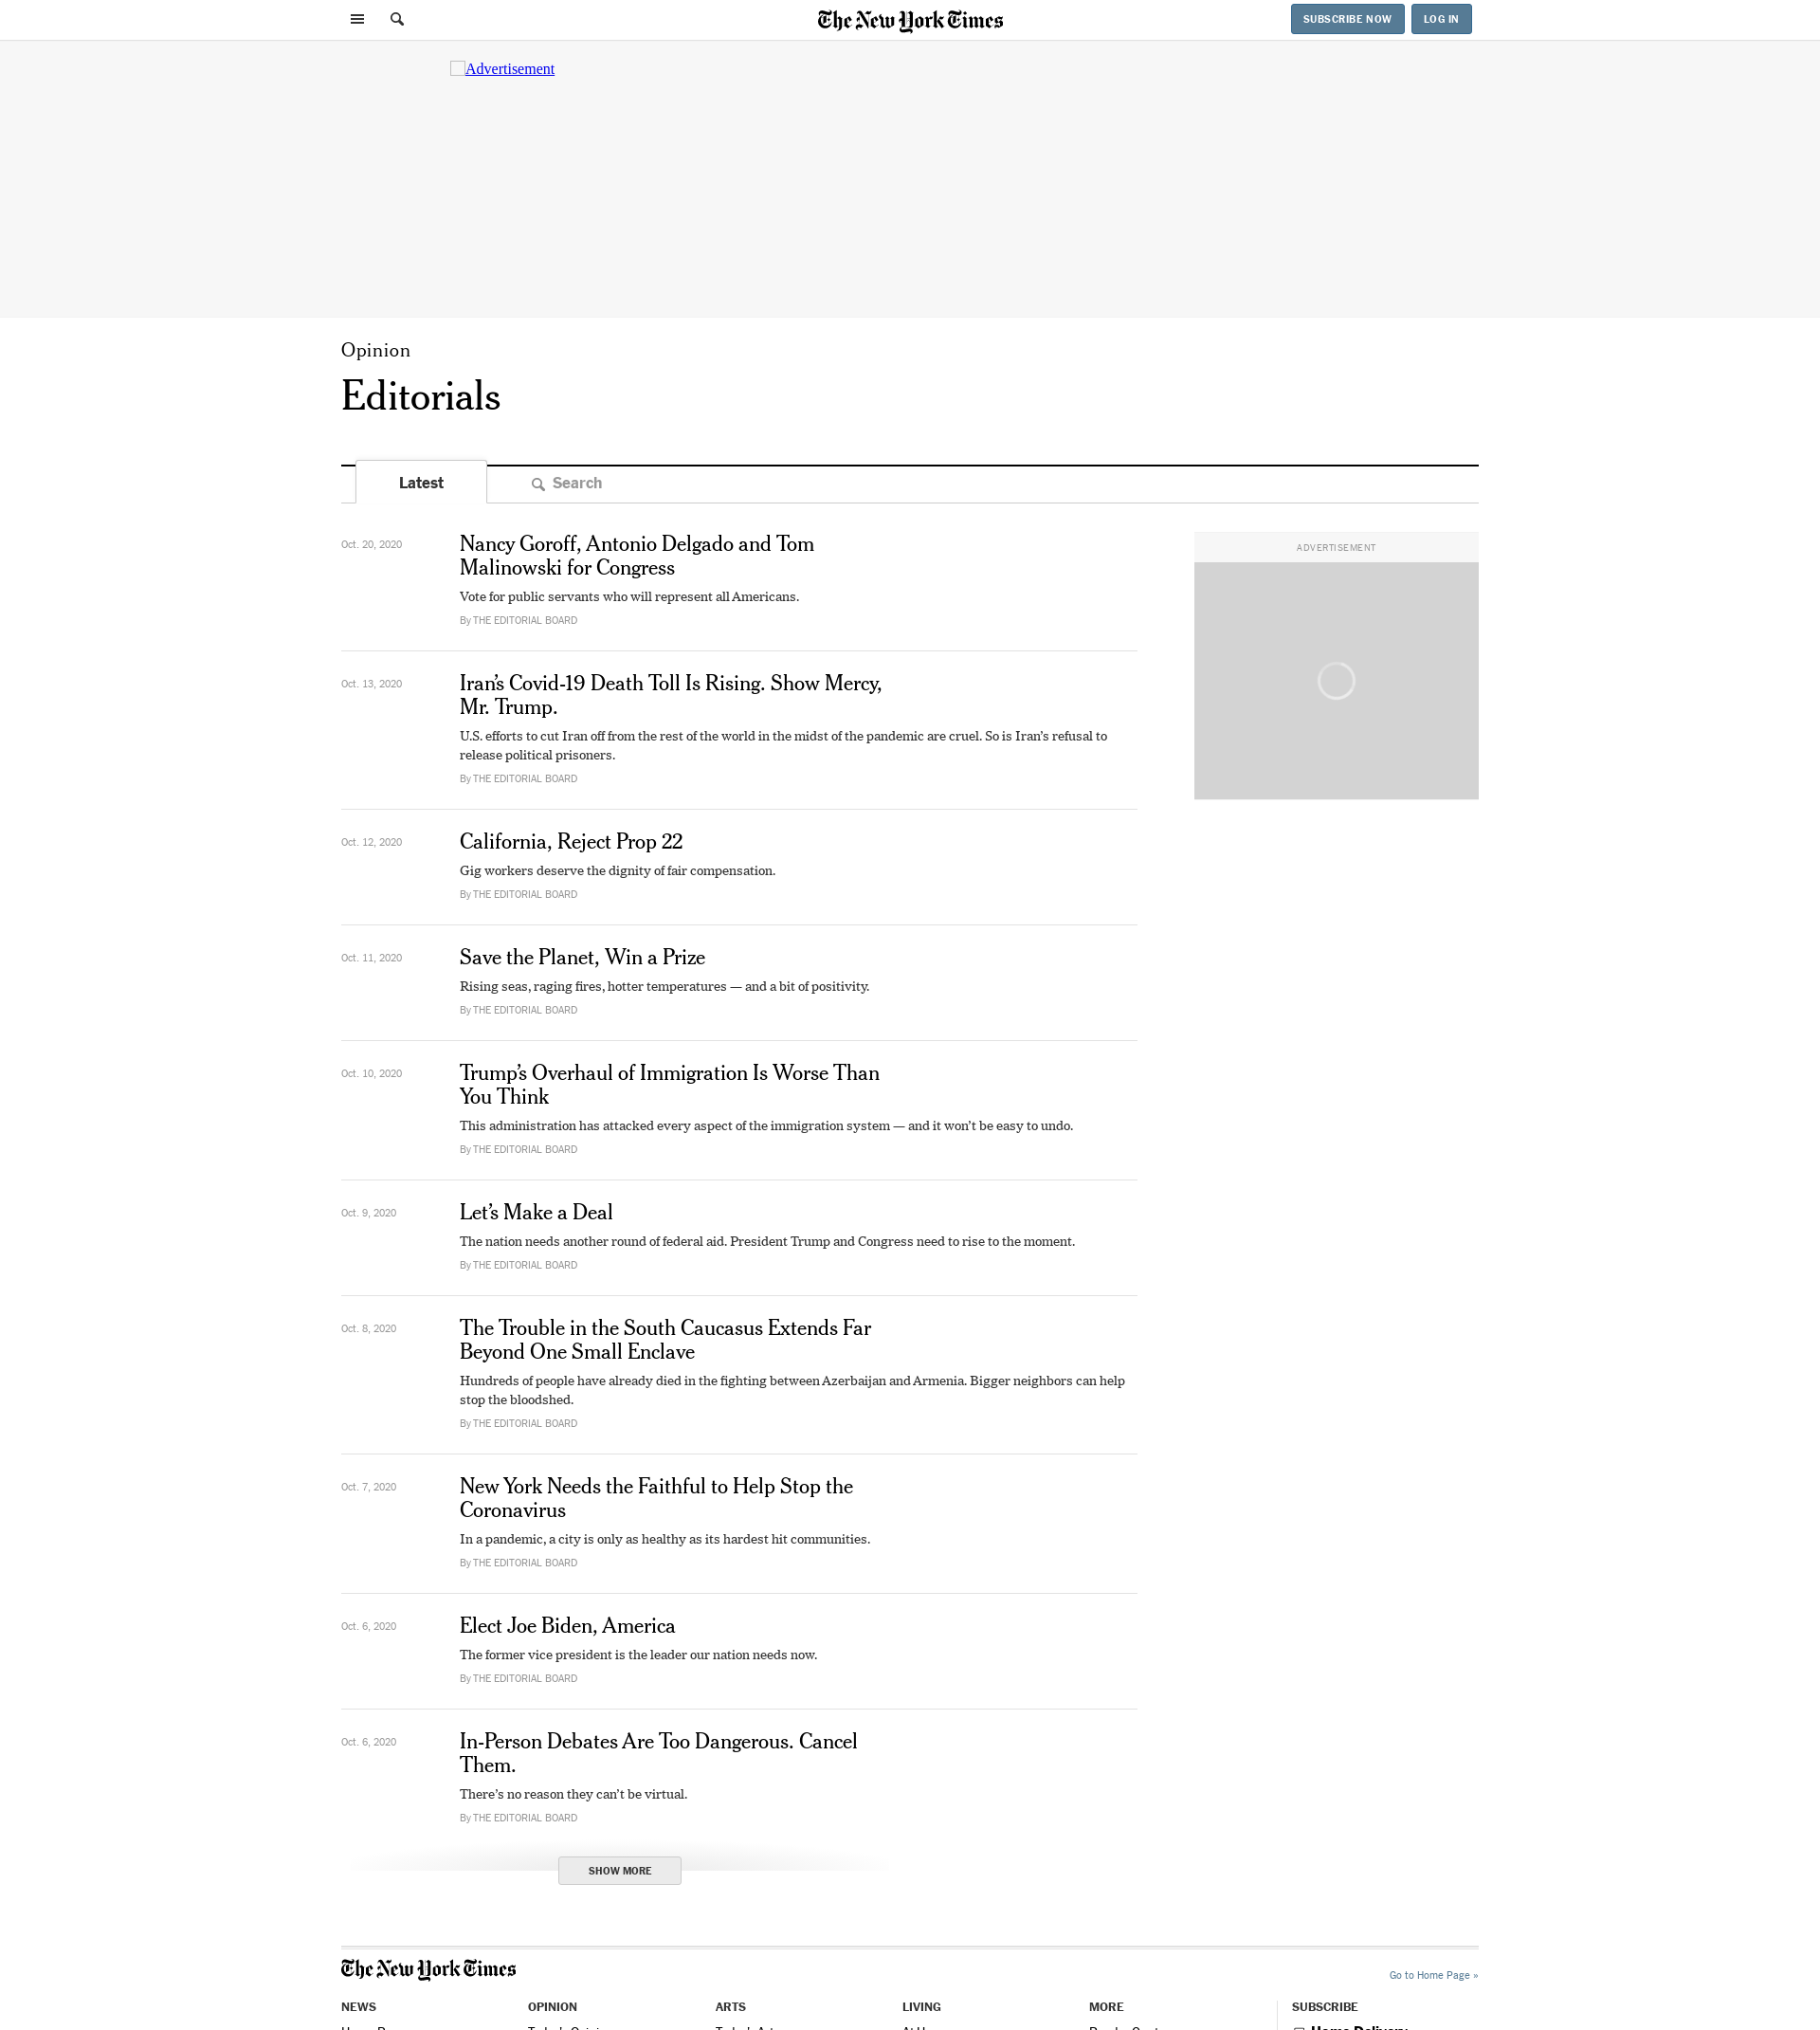 The New York Times
SUBSCRIBE NOW
LOG IN
Advertisement
Opinion
Editorials
Latest
Search
Oct. 20, 2020
Nancy Goroff, Antonio Delgado and Tom
Malinowski for Congress
Vote for public servants who will represent all Americans.
By THE EDITORIAL BOARD
ADVERTISEMENT
Oct. 13, 2020
Iran’s Covid-19 Death Toll Is Rising. Show Mercy,
Mr. Trump.
U.S. efforts to cut Iran off from the rest of the world in the midst of the pandemic are cruel. So is Iran’s refusal to
release political prisoners.
By THE EDITORIAL BOARD
Oct. 12, 2020
California, Reject Prop 22
Gig workers deserve the dignity of fair compensation.
By THE EDITORIAL BOARD
Oct. 11, 2020
Save the Planet, Win a Prize
Rising seas, raging fires, hotter temperatures — and a bit of positivity.
By THE EDITORIAL BOARD
Oct. 10, 2020
Trump’s Overhaul of Immigration Is Worse Than
You Think
This administration has attacked every aspect of the immigration system — and it won’t be easy to undo.
By THE EDITORIAL BOARD
Oct. 9, 2020
Let’s Make a Deal
The nation needs another round of federal aid. President Trump and Congress need to rise to the moment.
By THE EDITORIAL BOARD
Oct. 8, 2020
The Trouble in the South Caucasus Extends Far
Beyond One Small Enclave
Hundreds of people have already died in the fighting between Azerbaijan and Armenia. Bigger neighbors can help
stop the bloodshed.
By THE EDITORIAL BOARD
Oct. 7, 2020
New York Needs the Faithful to Help Stop the
Coronavirus
In a pandemic, a city is only as healthy as its hardest hit communities.
By THE EDITORIAL BOARD
Oct. 6, 2020
Elect Joe Biden, America
The former vice president is the leader our nation needs now.
By THE EDITORIAL BOARD
Oct. 6, 2020
In-Person Debates Are Too Dangerous. Cancel
Them.
There’s no reason they can’t be virtual.
By THE EDITORIAL BOARD
SHOW MORE
The New York Times
Go to Home Page »
NEWS
OPINION
ARTS
LIVING
MORE
SUBSCRIBE
Home Delivery